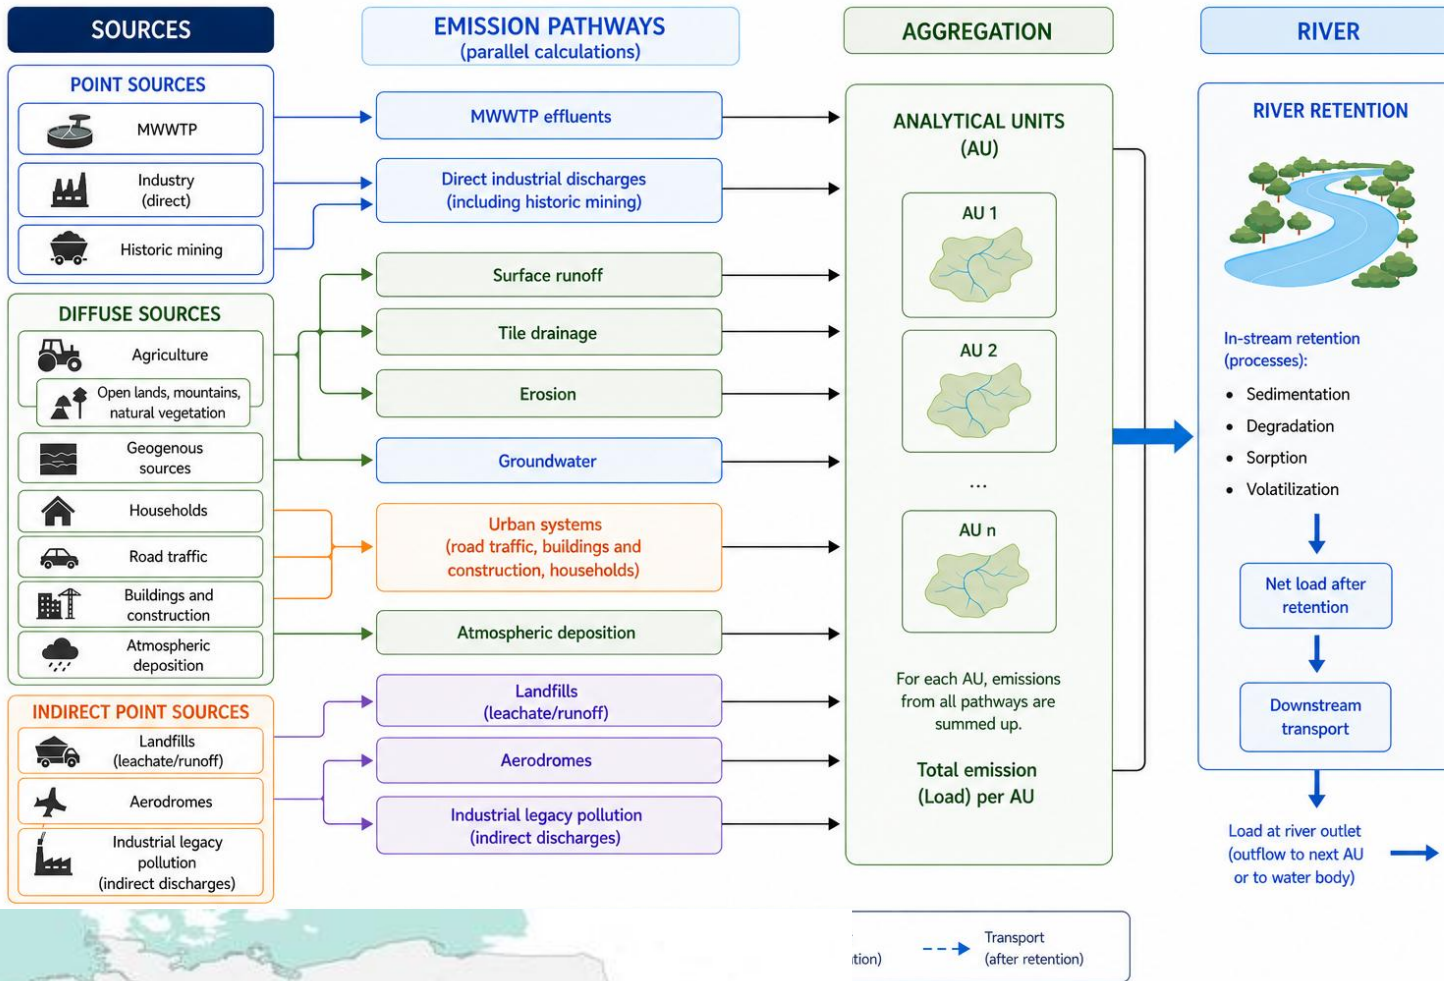 SOURCES
POINT SOURCES
MWWTP
Industry
(direct)
Historic mining
DIFFUSE SOURCES
Agriculture
Open lands, mountains,
natural vegetation
Geogenous
sources
Households
Road traffic
Buildings and
construction
Atmospheric
deposition
INDIRECT POINT SOURCES
Landfills
(leachate/runoff)
Aerodromes
Industrial legacy
pollution
(indirect discharges)
EMISSION PATHWAYS
(parallel calculations)
MWWTP effluents
Direct industrial discharges
(including historic mining)
Surface runoff
Tile drainage
Erosion
Groundwater
Urban systems
(road traffic, buildings and
construction, households)
Atmospheric deposition
Landfills
(leachate/runoff)
Aerodromes
Industrial legacy pollution
(indirect discharges)
AGGREGATION
ANALYTICAL UNITS
(AU)
AU 1
AU 2
...
AU n
For each AU, emissions
from all pathways are
summed up.
Total emission
(Load) per AU
RIVER
RIVER RETENTION
In-stream retention
(processes):
• Sedimentation
• Degradation
• Sorption
• Volatilization
Net load after
retention
Downstream
transport
Load at river outlet
(outflow to next AU
or to water body)
Transport
(after retention)